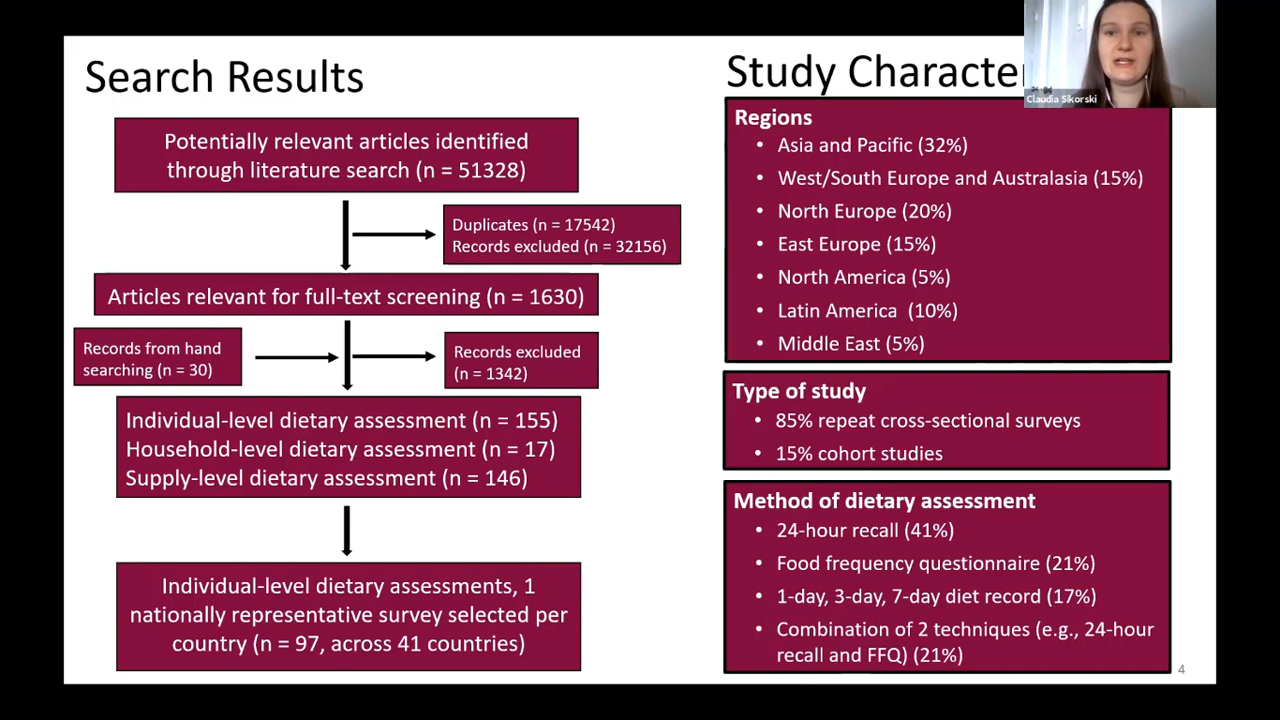 Search Results
Potentially relevant articles identified
through literature search (n = 51328)
Duplicates (n = 17542)
Records excluded (n = 32156)
Articles relevant for full-text screening (n = 1630)
Records from hand
searching (n = 30)
Records excluded
(n = 1342)
Individual-level dietary assessment (n = 155)
Household-level dietary assessment (n = 17)
Supply-level dietary assessment (n = 146)
Individual-level dietary assessments, 1
nationally representative survey selected per
country (n = 97, across 41 countries)
Study Characte
Claudia Sikorski
Regions
• Asia and Pacific (32%)
• West/South Europe and Australasia (15%)
• North Europe (20%)
• East Europe (15%)
• North America (5%)
• Latin America (10%)
• Middle East (5%)
Type of study
• 85% repeat cross-sectional surveys
• 15% cohort studies
Method of dietary assessment
• 24-hour recall (41%)
• Food frequency questionnaire (21%)
• 1-day, 3-day, 7-day diet record (17%)
• Combination of 2 techniques (e.g., 24-hour
recall and FFQ) (21%)
4